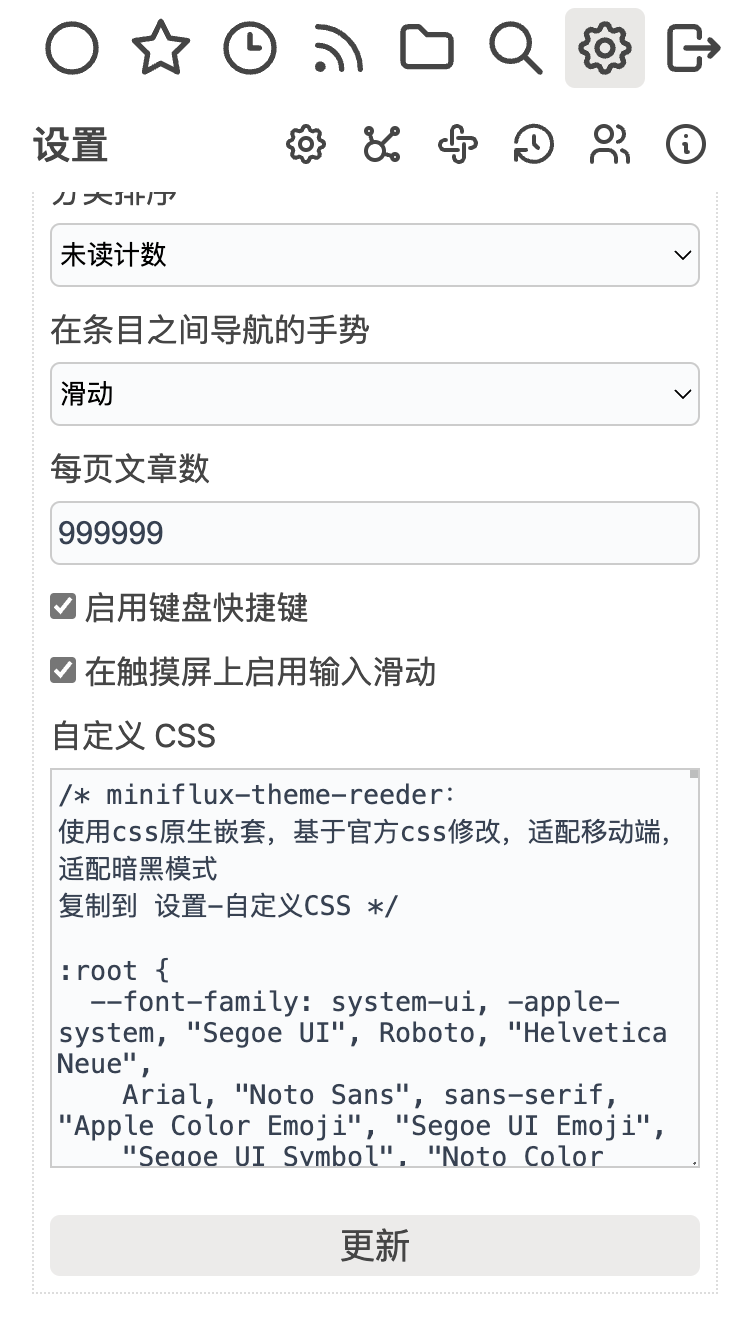 设置
分类排序
未读计数
在条目之间导航的手势
滑动
每页文章数
999999
启用键盘快捷键
在触摸屏上启用输入滑动
自定义 CSS
/* miniflux-theme-reeder:
使用css原生嵌套，基于官方css修改，适配移动端，
适配暗黑模式
复制到 设置-自定义CSS */
:root {
--font-family: system-ui, -apple-
system, "Segoe UI", Roboto, "Helvetica
Neue",
Arial, "Noto Sans", sans-serif,
"Apple Color Emoji", "Segoe UI Emoji",
"Segoe UI Symbol", "Noto Color
更新